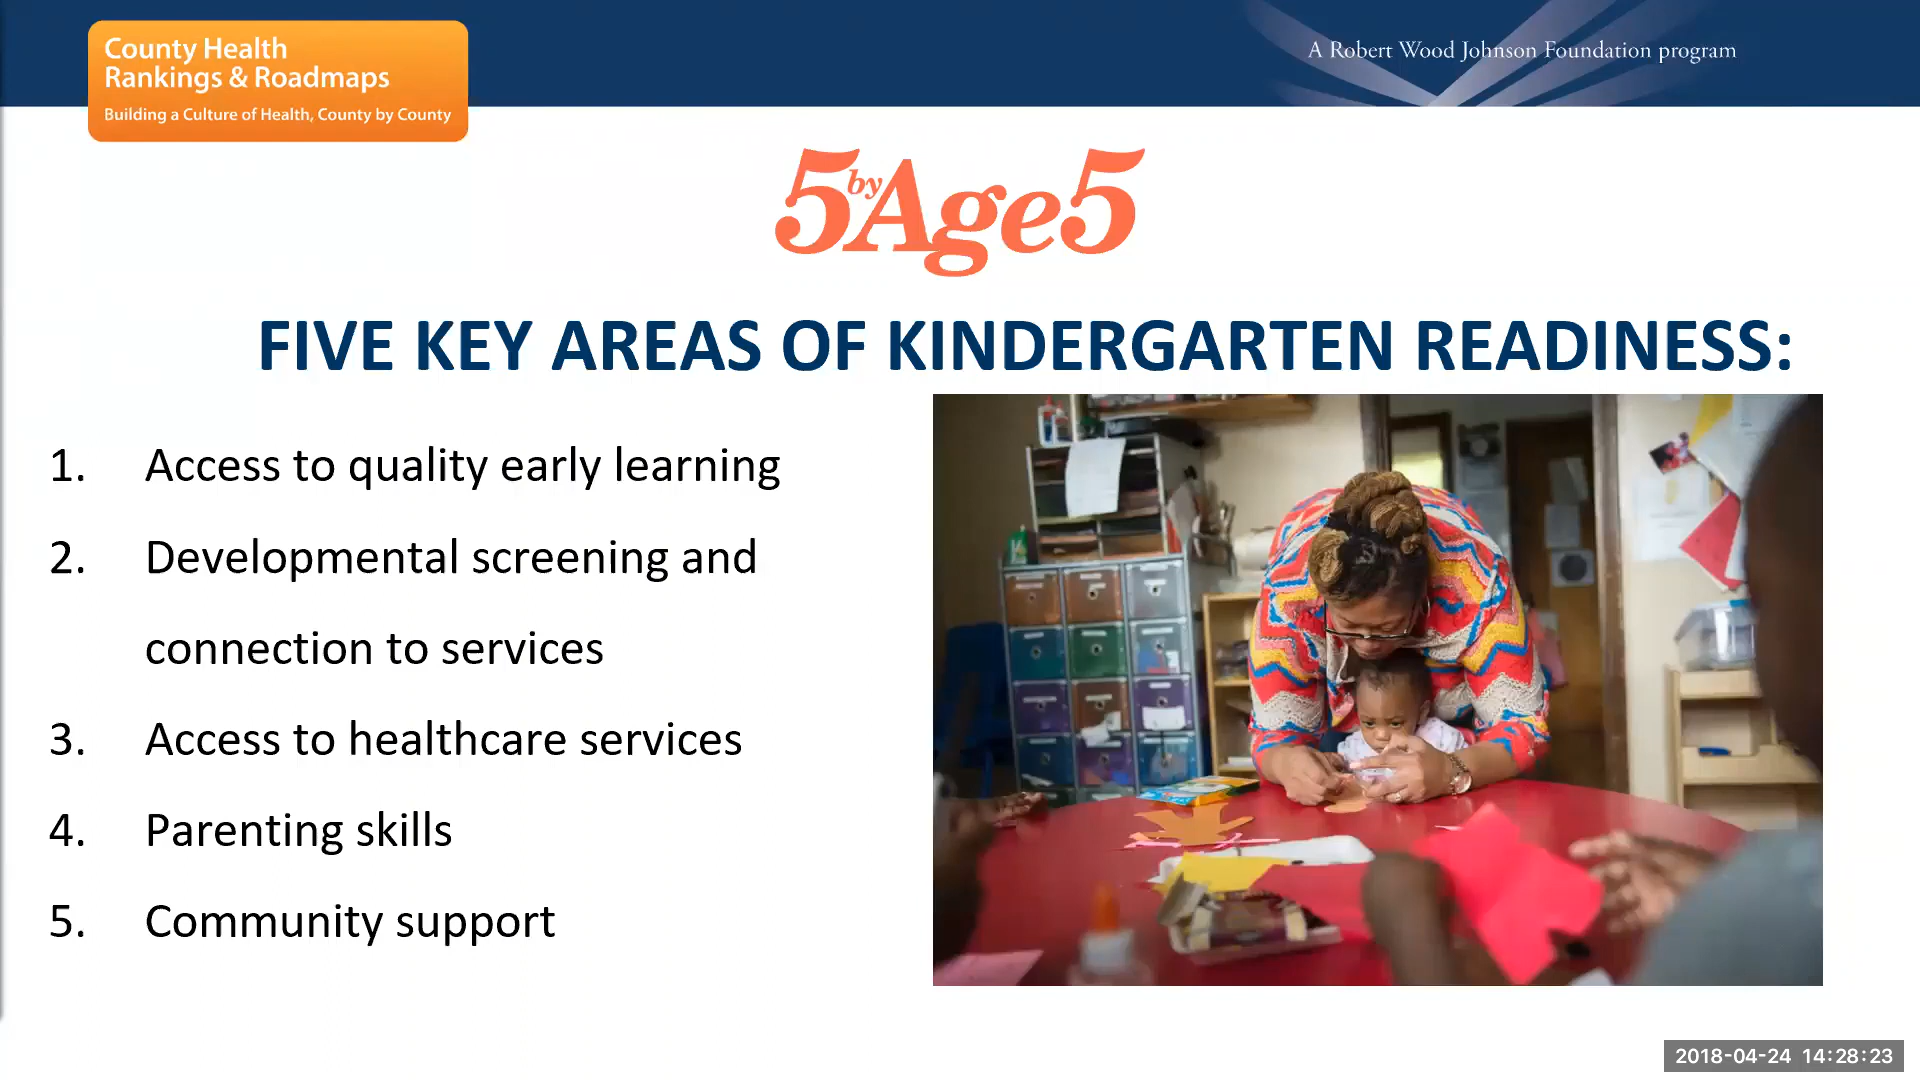 County Health
Rankings & Roadmaps
Building a Culture of Health, County by County
A Robert Wood Johnson Foundation program
5 by Age 5
FIVE KEY AREAS OF KINDERGARTEN READINESS:
1. Access to quality early learning
2. Developmental screening and
connection to services
3. Access to healthcare services
4. Parenting skills
5. Community support
2018-04-24 14:28:23